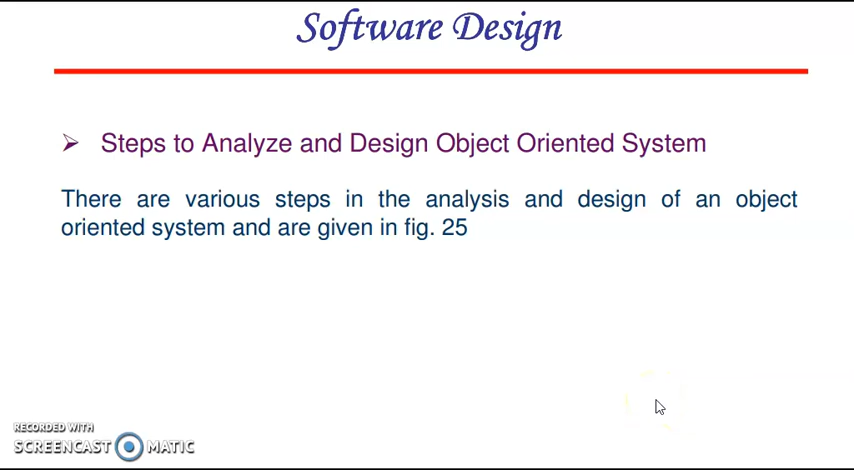 Software Design
➢ Steps to Analyze and Design Object Oriented System
There are various steps in the analysis and design of an object
oriented system and are given in fig. 25
RECORDED WITH
SCREENCAST MATIC